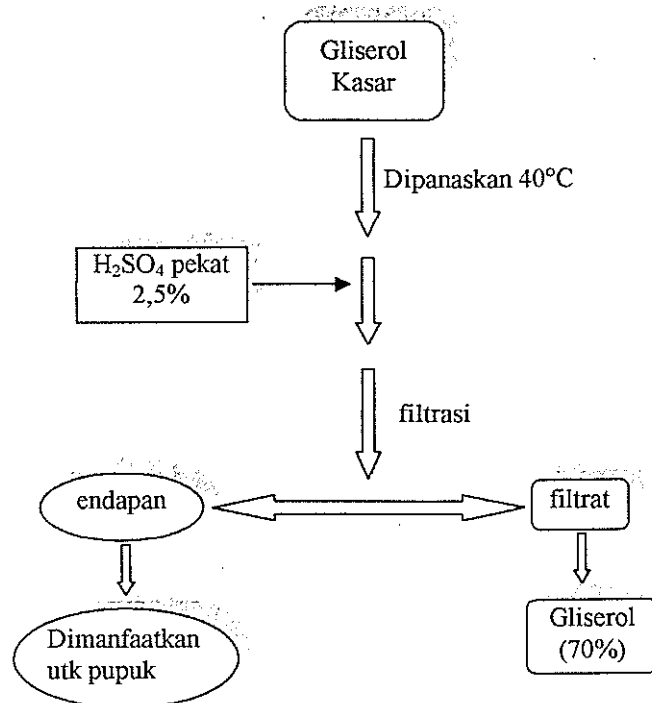 Gliserol
Kasar
Dipanaskan 40°C
H₂SO₄ pekat
2,5%
filtrasi
endapan
filtrat
Dimanfaatkan
utk pupuk
Gliserol
(70%)